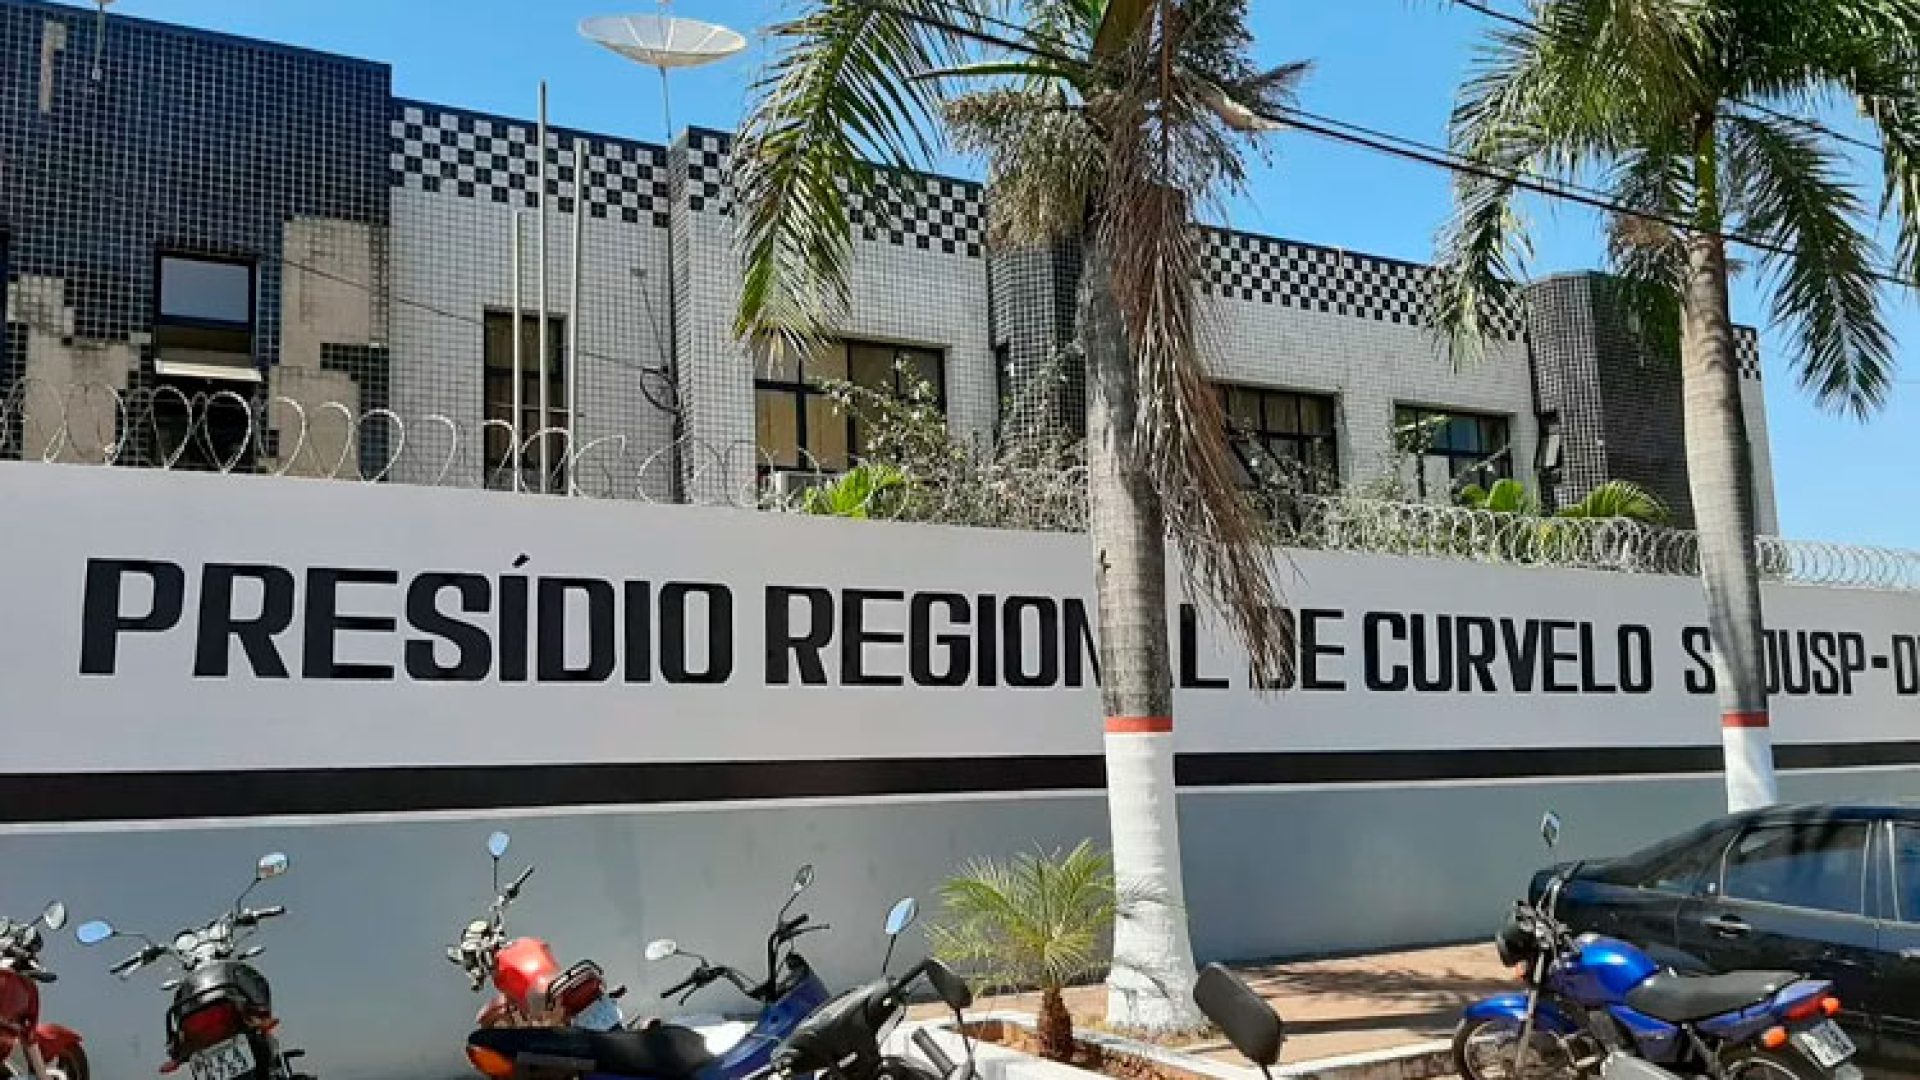 PRESÍDIO REGIONAL DE CURVELO